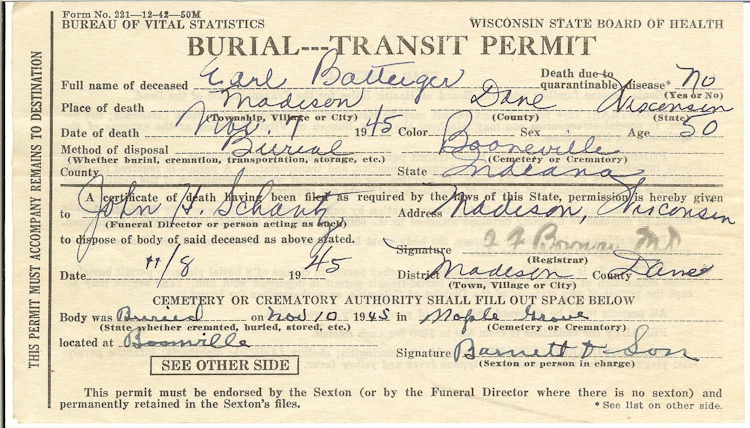 Form No. 221—12-42—50M
BUREAU OF VITAL STATISTICS WISCONSIN STATE BOARD OF HEALTH
BURIAL---TRANSIT PERMIT
Full name of deceased Earl Batteiger Death due to quarantinable disease* No
(Yes or No)
Place of death Madison Dane Wisconsin
(Township, Village or City) (County) (State)
Date of death Nov. 7 1945 Color Sex Age 50
Method of disposal Burial Booneville
(Whether burial, cremation, transportation, storage, etc.) (Cemetery or Crematory)
County State Indiana
A certificate of death having been filed as required by the laws of this State, permission is hereby given
to John H. Schantz Address Madison, Wisconsin
(Funeral Director or person acting as such)
to dispose of body of said deceased as above stated. Signature
(Registrar)
Date 11/8 1945 District Madison County Dane
(Town, Village or City)
CEMETERY OR CREMATORY AUTHORITY SHALL FILL OUT SPACE BELOW
Body was Buried on Nov 10 1945 in Maple Grove
(State whether cremated, buried, stored, etc.) (Cemetery or Crematory)
located at Boonville Signature Barnett & Son
(Sexton or person in charge)
SEE OTHER SIDE
This permit must be endorsed by the Sexton (or by the Funeral Director where there is no sexton) and
permanently retained in the Sexton's files. * See list on other side.
THIS PERMIT MUST ACCOMPANY REMAINS TO DESTINATION